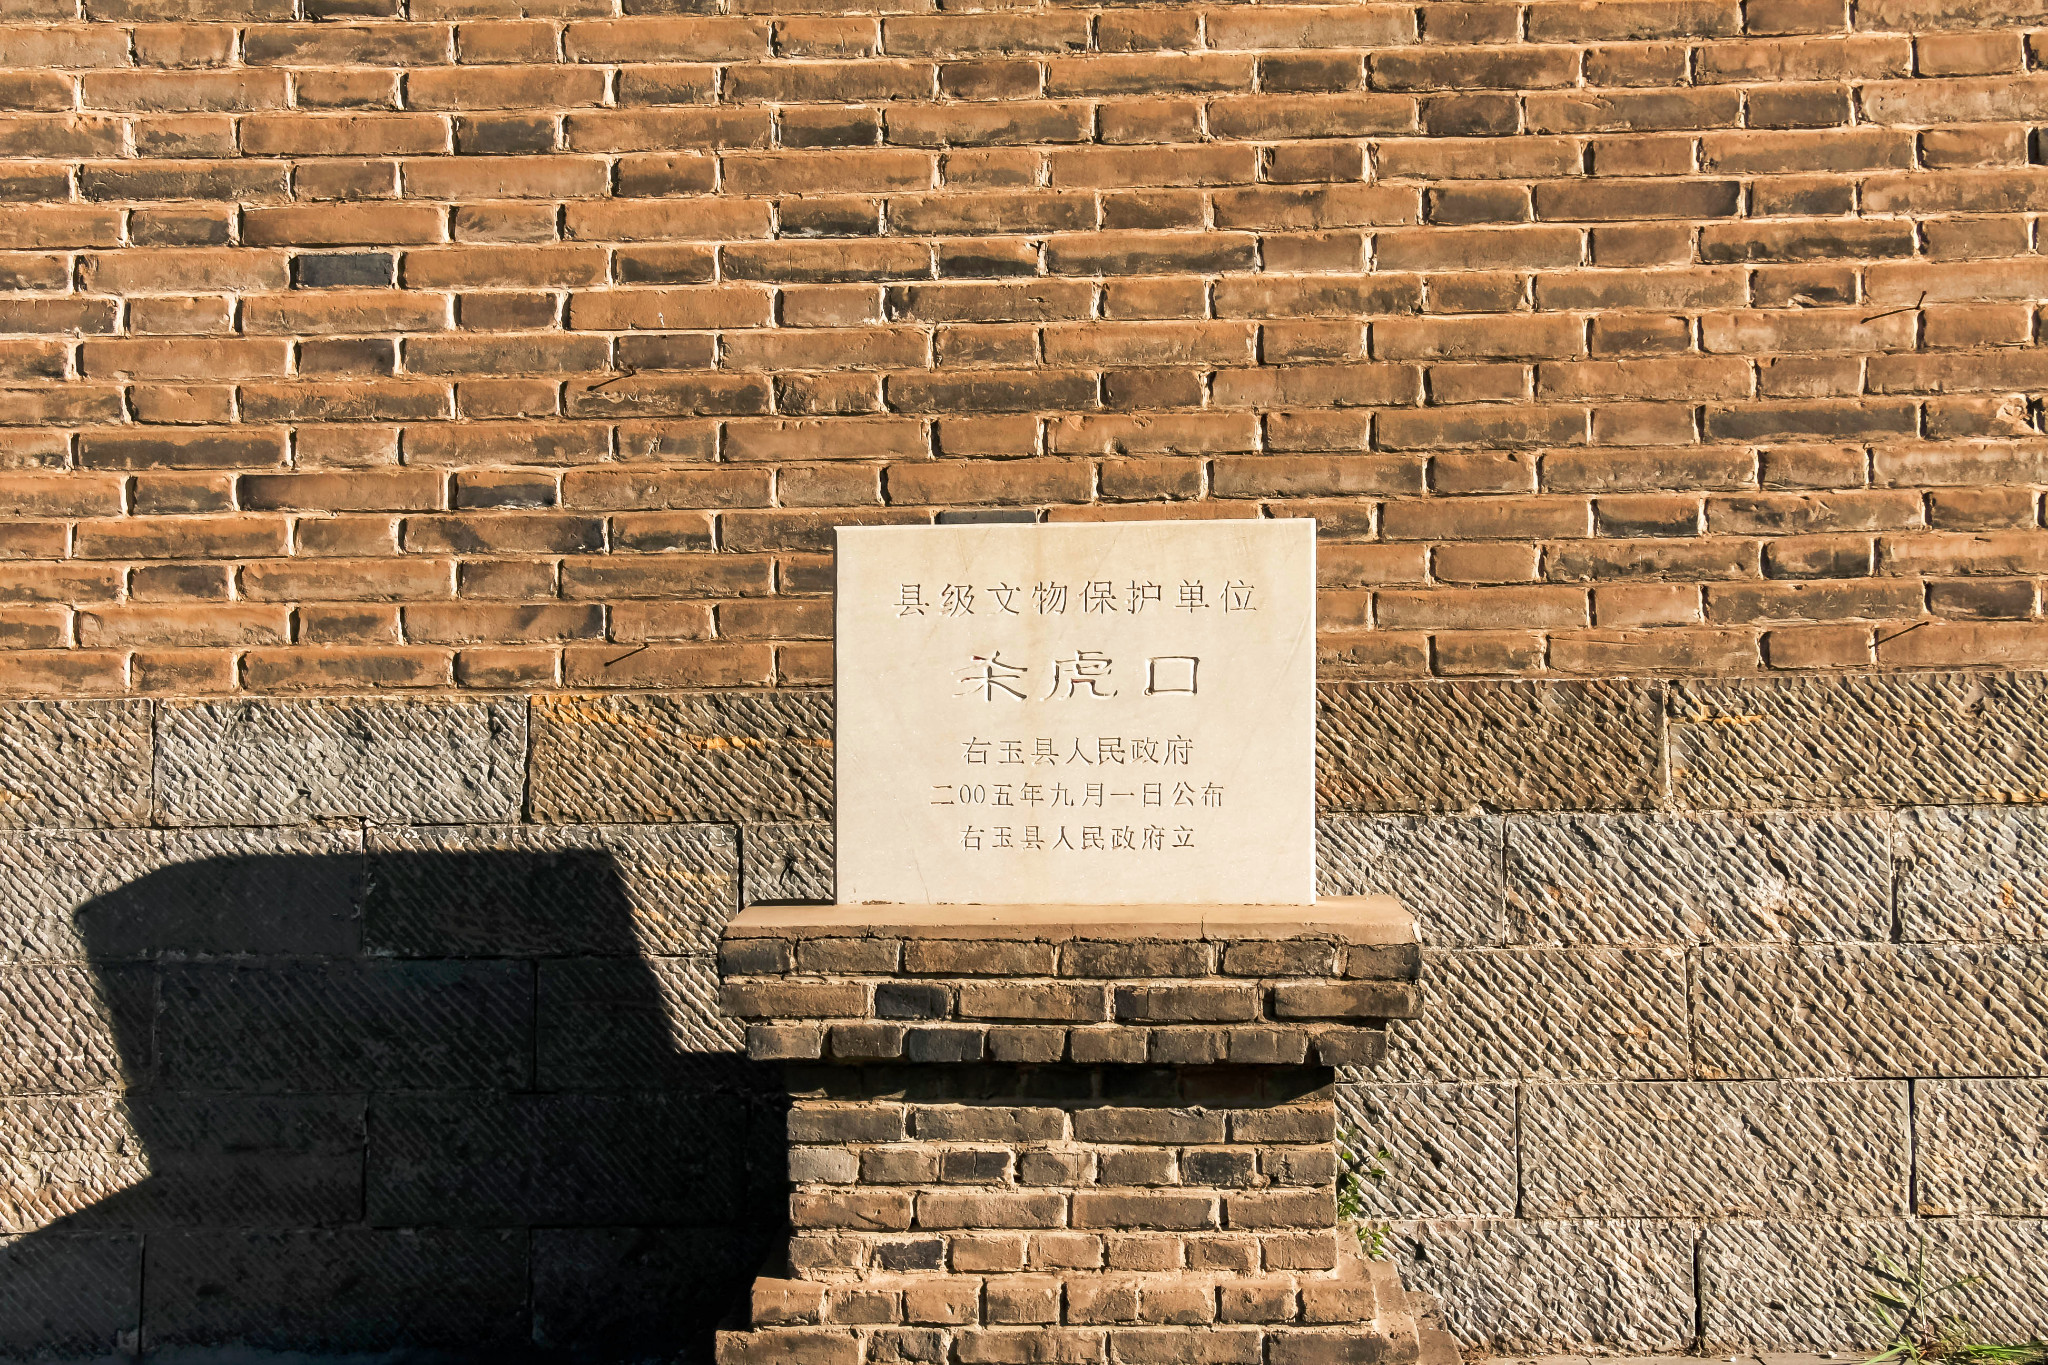 县级文物保护单位
杀虎口
右玉县人民政府
二00五年九月一日公布
右玉县人民政府立